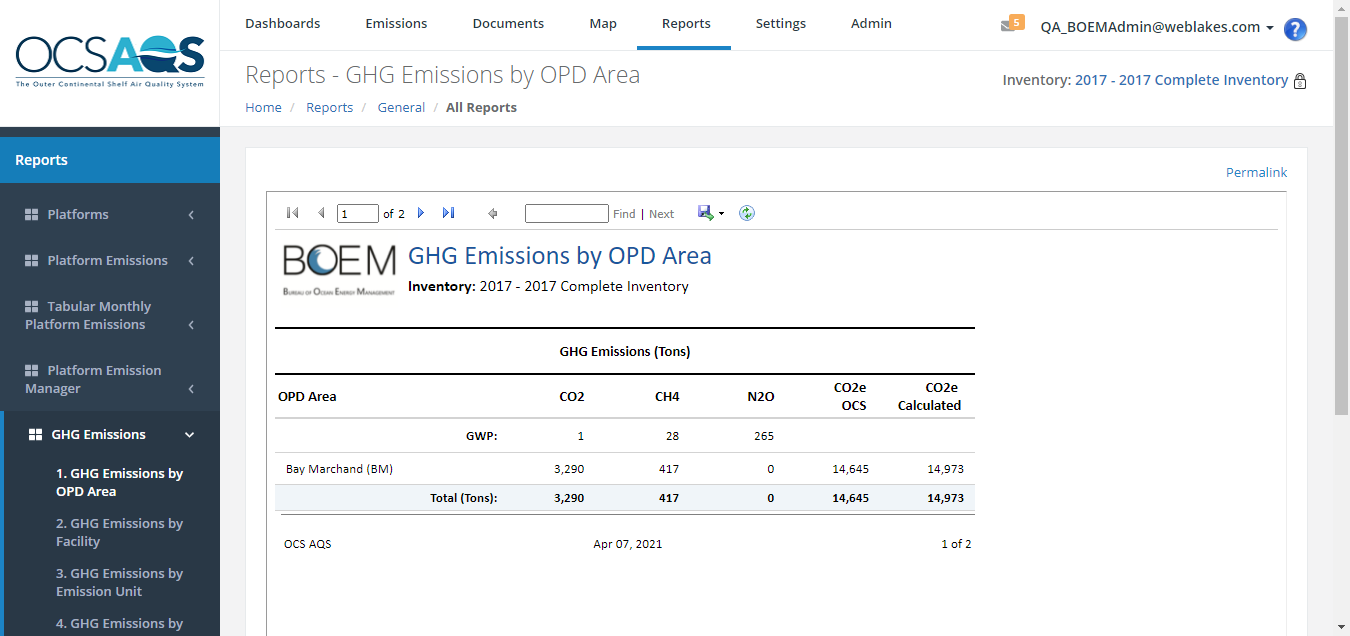 OCSAQS
The Outer Continental Shelf Air Quality System
Dashboards Emissions Documents Map Reports Settings Admin
5 QA_BOEMAdmin@weblakes.com ?
Reports - GHG Emissions by OPD Area
Inventory: 2017 - 2017 Complete Inventory
Home / Reports / General / All Reports
Reports
Platforms
Platform Emissions
Tabular Monthly
Platform Emissions
Platform Emission
Manager
GHG Emissions
1. GHG Emissions by
OPD Area
2. GHG Emissions by
Facility
3. GHG Emissions by
Emission Unit
4. GHG Emissions by
Permalink
1 of 2 Find | Next
BOEM
Bureau of Ocean Energy Management
GHG Emissions by OPD Area
Inventory: 2017 - 2017 Complete Inventory
GHG Emissions (Tons)
OPD Area CO2 CH4 N2O CO2e OCS CO2e Calculated
GWP: 1 28 265
Bay Marchand (BM) 3,290 417 0 14,645 14,973
Total (Tons): 3,290 417 0 14,645 14,973
OCS AQS Apr 07, 2021 1 of 2